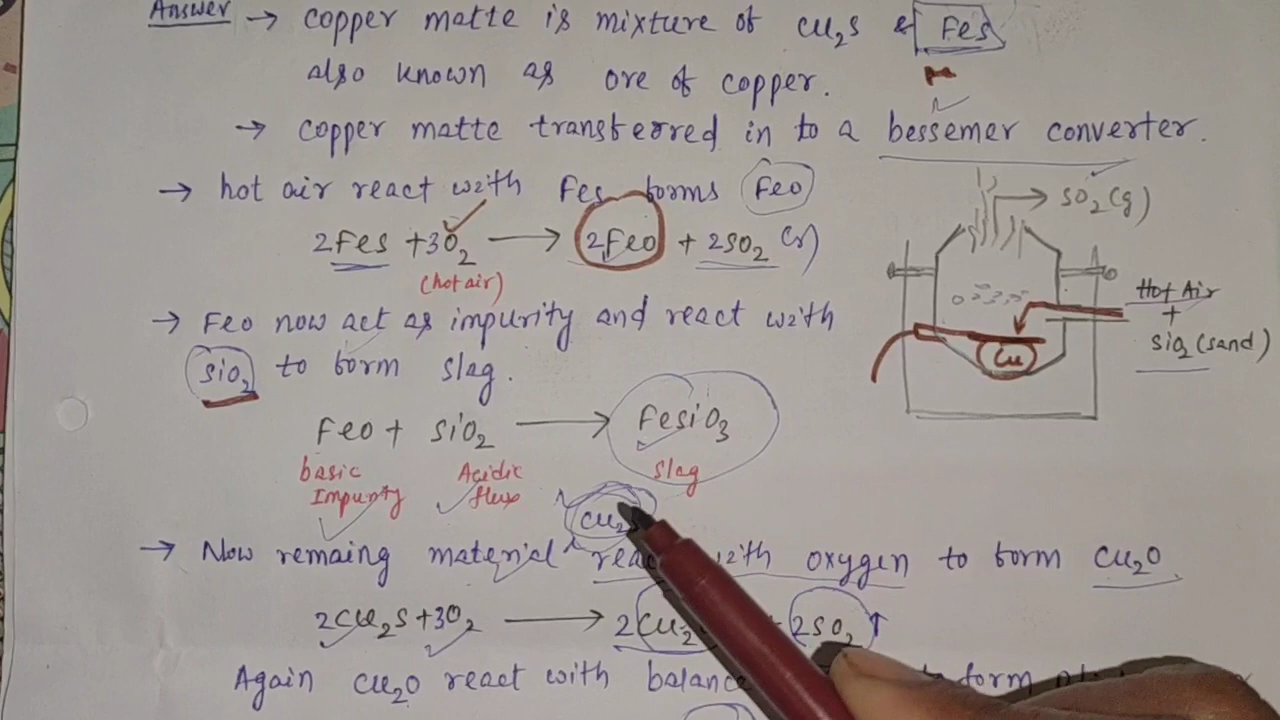 Answer → copper matte is mixture of Cu₂S & FeS
also known as ore of copper.
→ copper matte transferred in to a bessemer converter.
→ hot air react with FeS forms FeO
2FeS + 3O₂ → 2FeO + 2SO₂
(hot air)
→ FeO now act as impurity and react with
SiO₂ to form slag.
FeO + SiO₂ → FeSiO₃
basic Acidic slag
Impurity flux
Cu₂S
→ Now remaing material react with oxygen to form Cu₂O
2Cu₂S + 3O₂ → 2Cu₂ + 2SO₂ ↑
Again Cu₂O react with balance to form
→ SO₂(g)
Hot Air
+
SiO₂ (sand)
Cu